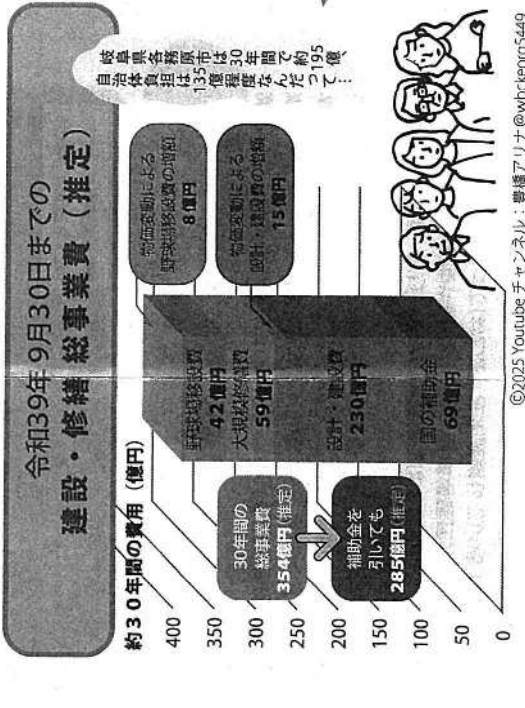 令和39年9月30日までの
建設・修繕 総事業費（推定）
約３０年間の費用（億円）
岐阜県各務原市は30年間で約195億、
自治体負担は135億程度なんだって…
400
350
300
250
200
150
100
50
0
物価変動による
野球場移設費の増額
8億円
物価変動による
設計・建設費の増額
15億円
野球場移設費
42億円
大規模修繕費
59億円
設計・建設費
230億円
国の補助金
69億円
30年間の
総事業費
354億円(推定)
補助金を
引いても
285億円(推定)
©2025 Youtube チャンネル：豊橋アリーナ@wbckeprq5449